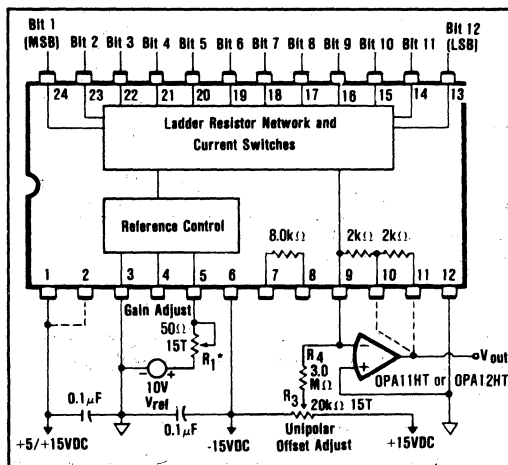 Bit 1
(MSB)
Bit 2 Bit 3 Bit 4 Bit 5 Bit 6 Bit 7 Bit 8 Bit 9 Bit 10 Bit 11
Bit 12
(LSB)
24 23 22 21 20 19 18 17 16 15 14 13
Ladder Resistor Network and
Current Switches
Reference Control
8.0kΩ 2kΩ 2kΩ
1 2 3 4 5 6 7 8 9 10 11 12
Gain Adjust
50Ω
15T
R1*
10V
Vref
R4
3.0
MΩ
R3
20kΩ 15T
Vout
OPA11HT or OPA12HT
0.1μF
0.1μF
+5/+15VDC
-15VDC
Unipolar
Offset Adjust
+15VDC
- +
-
+